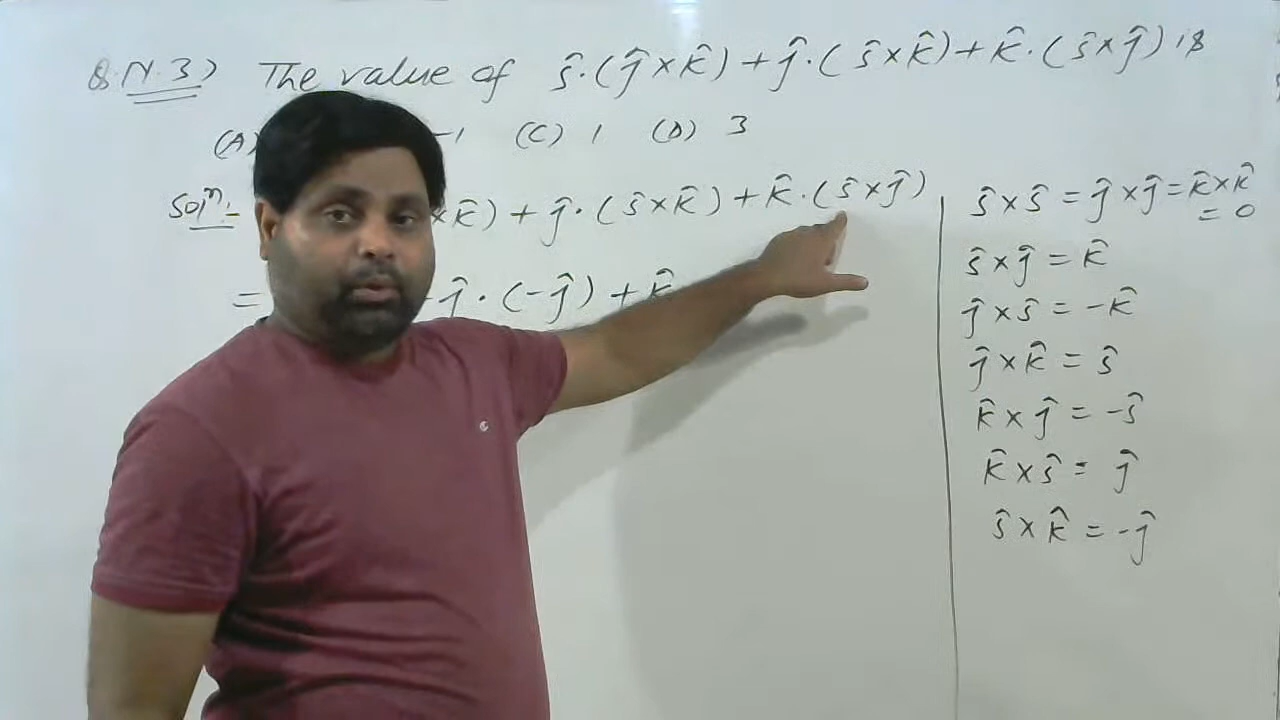 Q.N.3) The value of î·(ĵ×k̂)+ĵ·(î×k̂)+k̂·(î×ĵ) is
(A) -1 (C) 1 (D) 3
Solⁿ:- ×k̂)+ĵ·(î×k̂)+k̂·(î×ĵ)
= ĵ·(-ĵ)+k̂
î×î=ĵ×ĵ=k̂×k̂
=0
î×ĵ=k̂
ĵ×î=-k̂
ĵ×k̂=î
k̂×ĵ=-î
k̂×î=ĵ
î×k̂=-ĵ